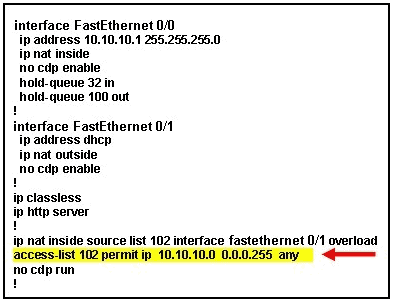 interface FastEthernet 0/0
ip address 10.10.10.1 255.255.255.0
ip nat inside
no cdp enable
hold-queue 32 in
hold-queue 100 out
!
interface FastEthernet 0/1
ip address dhcp
ip nat outside
no cdp enable
!
ip classless
ip http server
!
ip nat inside source list 102 interface fastethernet 0/1 overload
access-list 102 permit ip 10.10.10.0 0.0.0.255 any
no cdp run
!